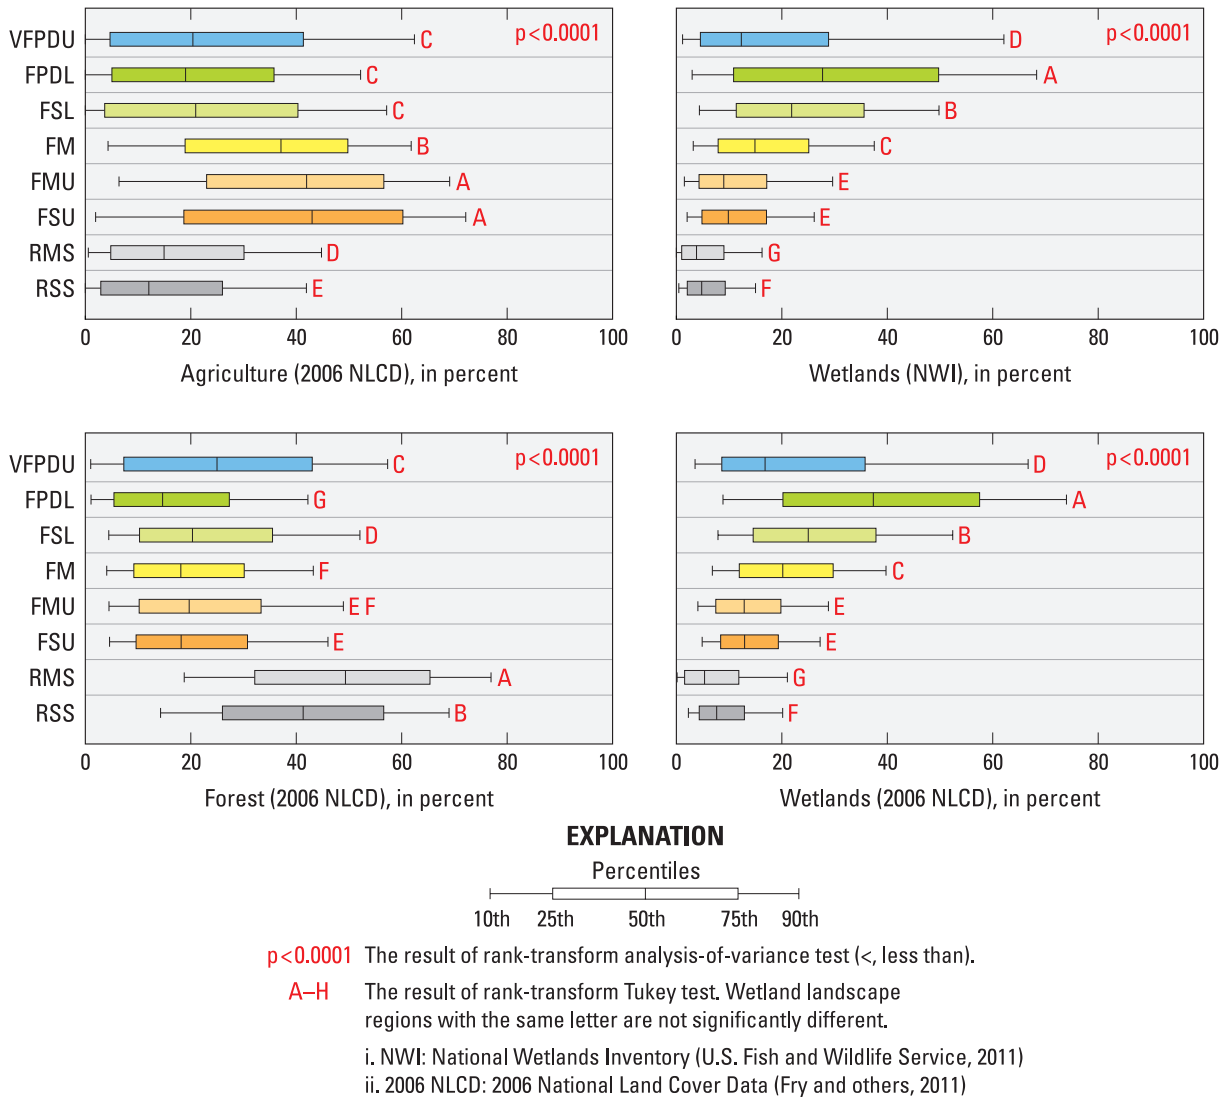 VFPDU
C
p<0.0001
FPDL
C
FSL
C
FM
B
FMU
A
FSU
A
RMS
D
RSS
E
0 20 40 60 80 100
Agriculture (2006 NLCD), in percent
D
p<0.0001
A
B
C
E
E
G
F
0 20 40 60 80 100
Wetlands (NWI), in percent
VFPDU
C
p<0.0001
FPDL
G
FSL
D
FM
F
FMU
E F
FSU
E
RMS
A
RSS
B
0 20 40 60 80 100
Forest (2006 NLCD), in percent
D
p<0.0001
A
B
C
E
E
G
F
0 20 40 60 80 100
Wetlands (2006 NLCD), in percent
EXPLANATION
Percentiles
10th 25th 50th 75th 90th
p<0.0001 The result of rank-transform analysis-of-variance test (<, less than).
A–H The result of rank-transform Tukey test. Wetland landscape
regions with the same letter are not significantly different.
i. NWI: National Wetlands Inventory (U.S. Fish and Wildlife Service, 2011)
ii. 2006 NLCD: 2006 National Land Cover Data (Fry and others, 2011)